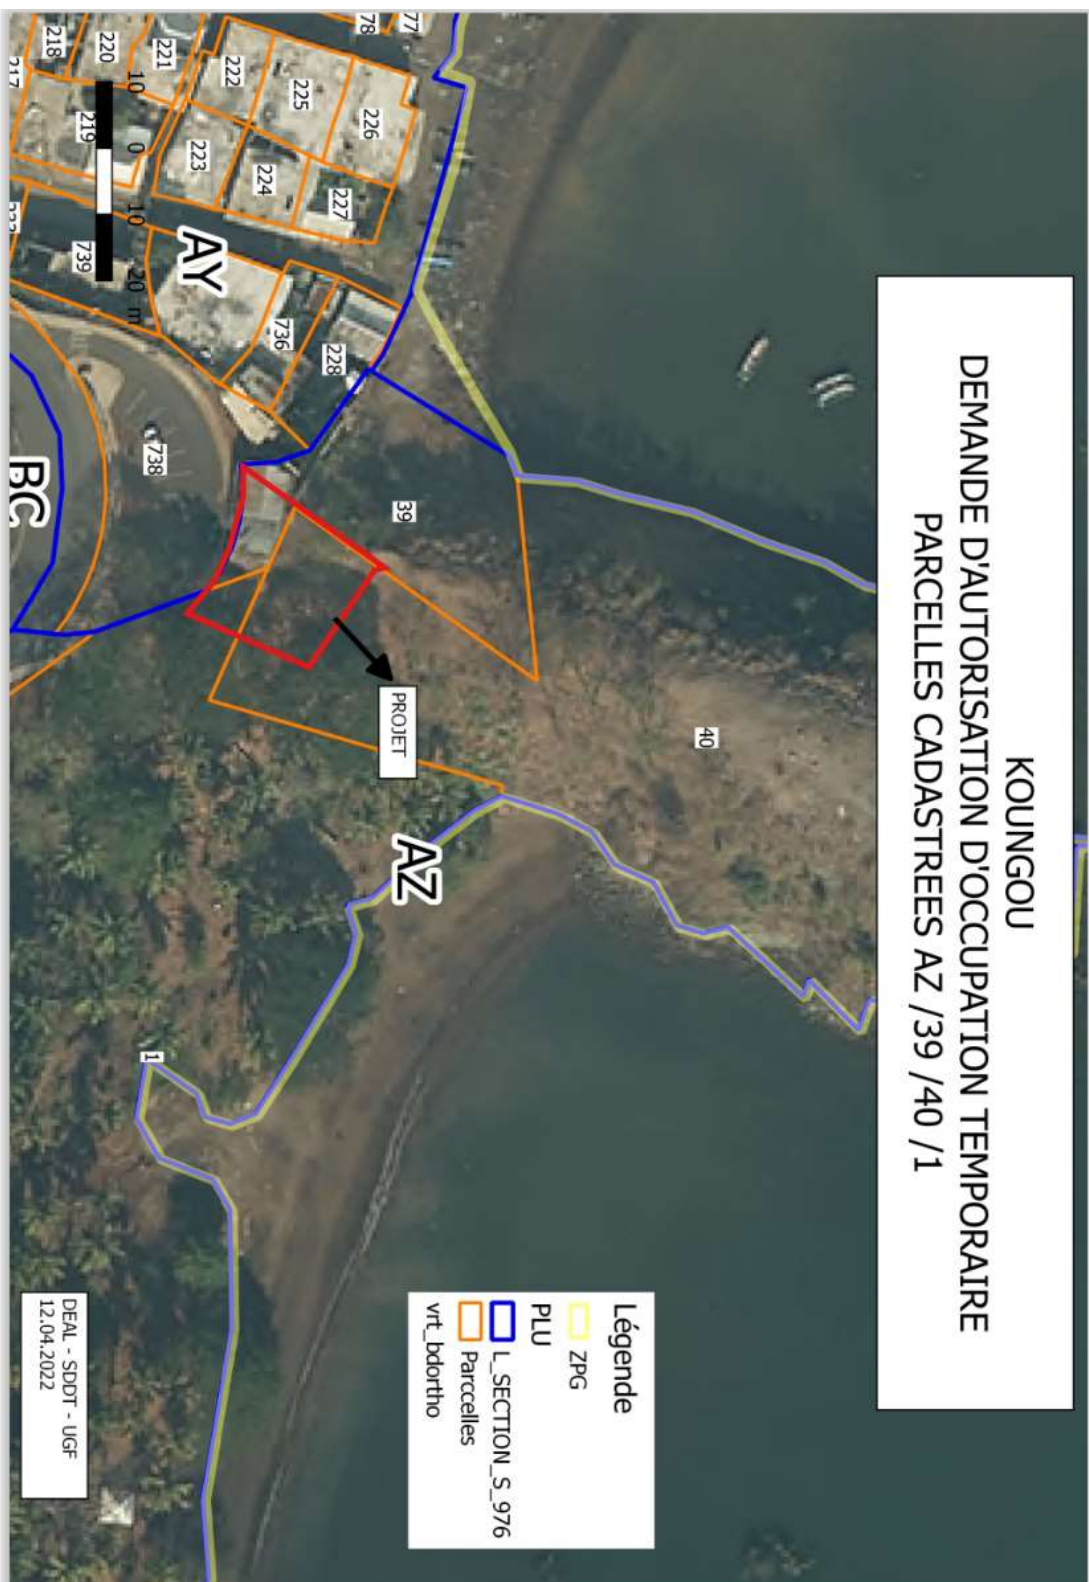 KOUNGOU
DEMANDE D'AUTORISATION D'OCCUPATION TEMPORAIRE
PARCELLES CADASTREES AZ /39 /40 /1
77
78
226
225
222
221
220
218
217
227
224
223
219
10 0 10 20 m
AY
739
736
228
738
BC
39
40
PROJET
AZ
1
Légende
ZPG
PLU
L_SECTION_S_976
Parccelles
vrt_bdortho
DEAL - SDDT - UGF
12.04.2022